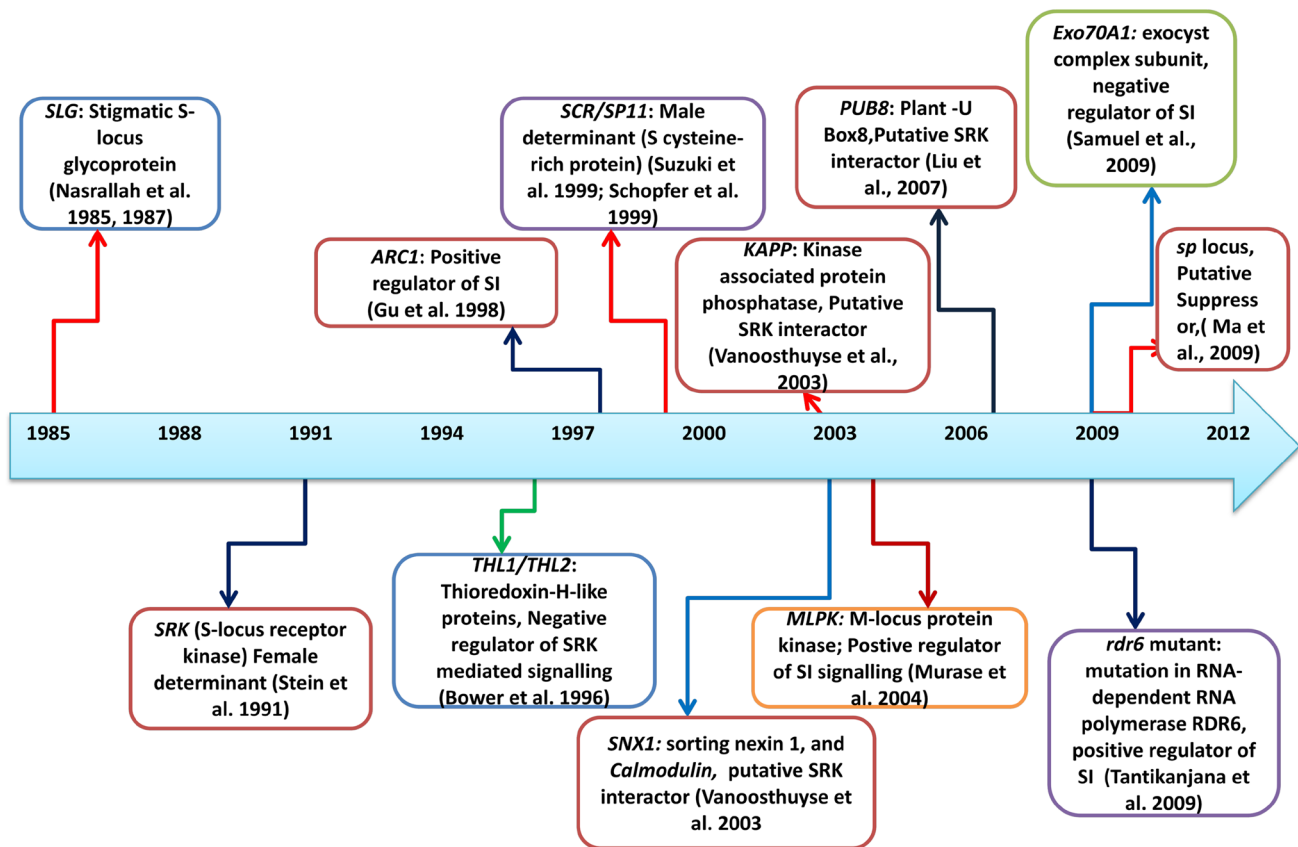 SLG: Stigmatic S-
locus
glycoprotein
(Nasrallah et al.
1985, 1987)
SCR/SP11: Male
determinant (S cysteine-
rich protein) (Suzuki et
al. 1999; Schopfer et al.
1999)
PUB8: Plant -U
Box8,Putative SRK
interactor (Liu et
al., 2007)
Exo70A1: exocyst
complex subunit,
negative
regulator of SI
(Samuel et al.,
2009)
ARC1: Positive
regulator of SI
(Gu et al. 1998)
KAPP: Kinase
associated protein
phosphatase, Putative
SRK interactor
(Vanoosthuyse et al.,
2003)
sp locus,
Putative
Suppress
or,( Ma et
al., 2009)
1985 1988 1991 1994 1997 2000 2003 2006 2009 2012
SRK (S-locus receptor
kinase) Female
determinant (Stein et
al. 1991)
THL1/THL2:
Thioredoxin-H-like
proteins, Negative
regulator of SRK
mediated signalling
(Bower et al. 1996)
SNX1: sorting nexin 1, and
Calmodulin, putative SRK
interactor (Vanoosthuyse et
al. 2003
MLPK: M-locus protein
kinase; Postive regulator
of SI signalling (Murase et
al. 2004)
rdr6 mutant:
mutation in RNA-
dependent RNA
polymerase RDR6,
positive regulator of
SI (Tantikanjana et
al. 2009)